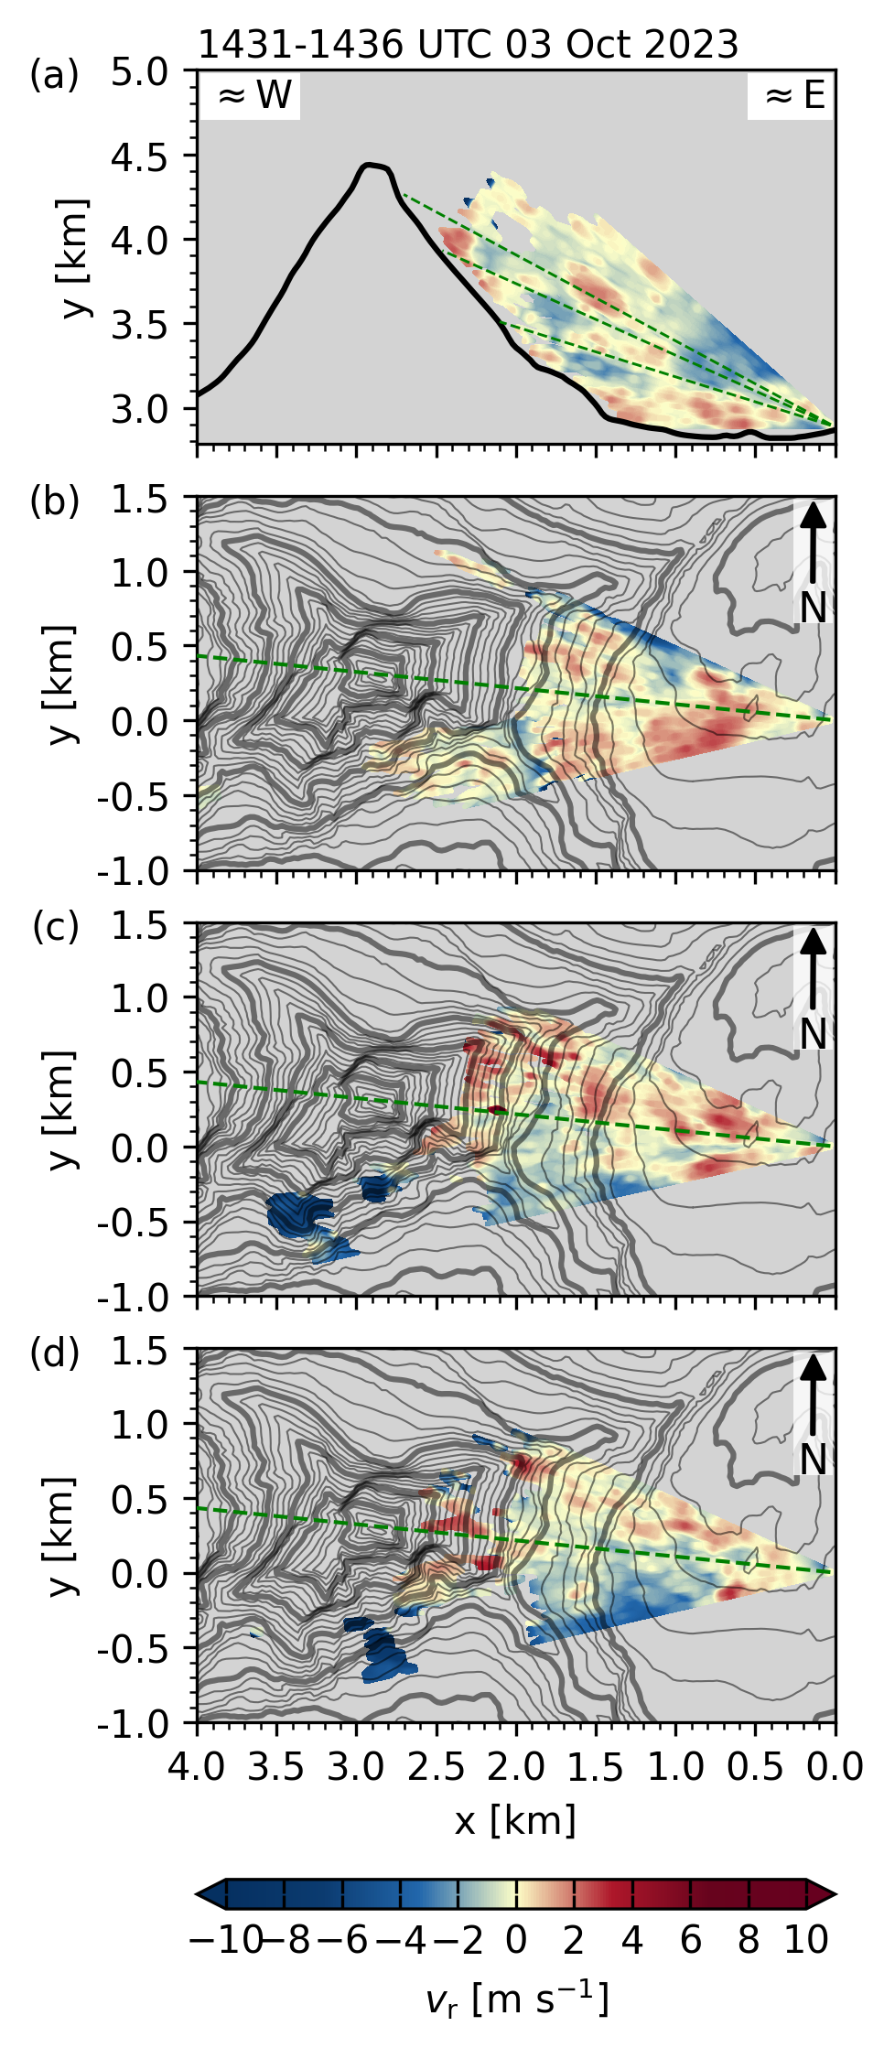 1431-1436 UTC 03 Oct 2023
(a)
≈W
≈E
5.0
4.5
4.0
3.5
3.0
y [km]
(b)
1.5
1.0
0.5
0.0
-0.5
-1.0
y [km]
N
(c)
1.5
1.0
0.5
0.0
-0.5
-1.0
y [km]
N
(d)
1.5
1.0
0.5
0.0
-0.5
-1.0
y [km]
N
4.0 3.5 3.0 2.5 2.0 1.5 1.0 0.5 0.0
x [km]
−10 −8 −6 −4 −2 0 2 4 6 8 10
vr [m s−1]